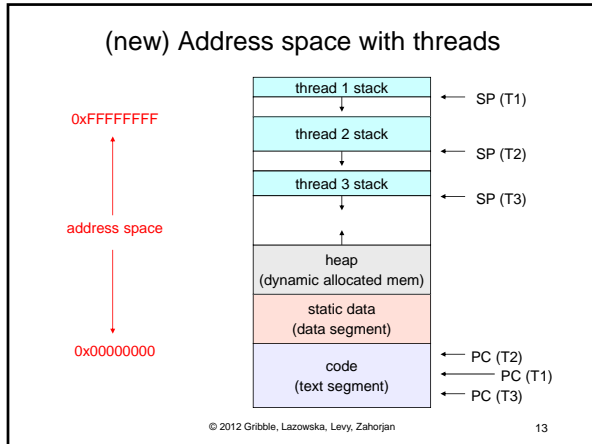 (new) Address space with threads
0xFFFFFFFF
address space
0x00000000
thread 1 stack
SP (T1)
thread 2 stack
SP (T2)
thread 3 stack
SP (T3)
heap
(dynamic allocated mem)
static data
(data segment)
code
(text segment)
PC (T2)
PC (T1)
PC (T3)
© 2012 Gribble, Lazowska, Levy, Zahorjan
13